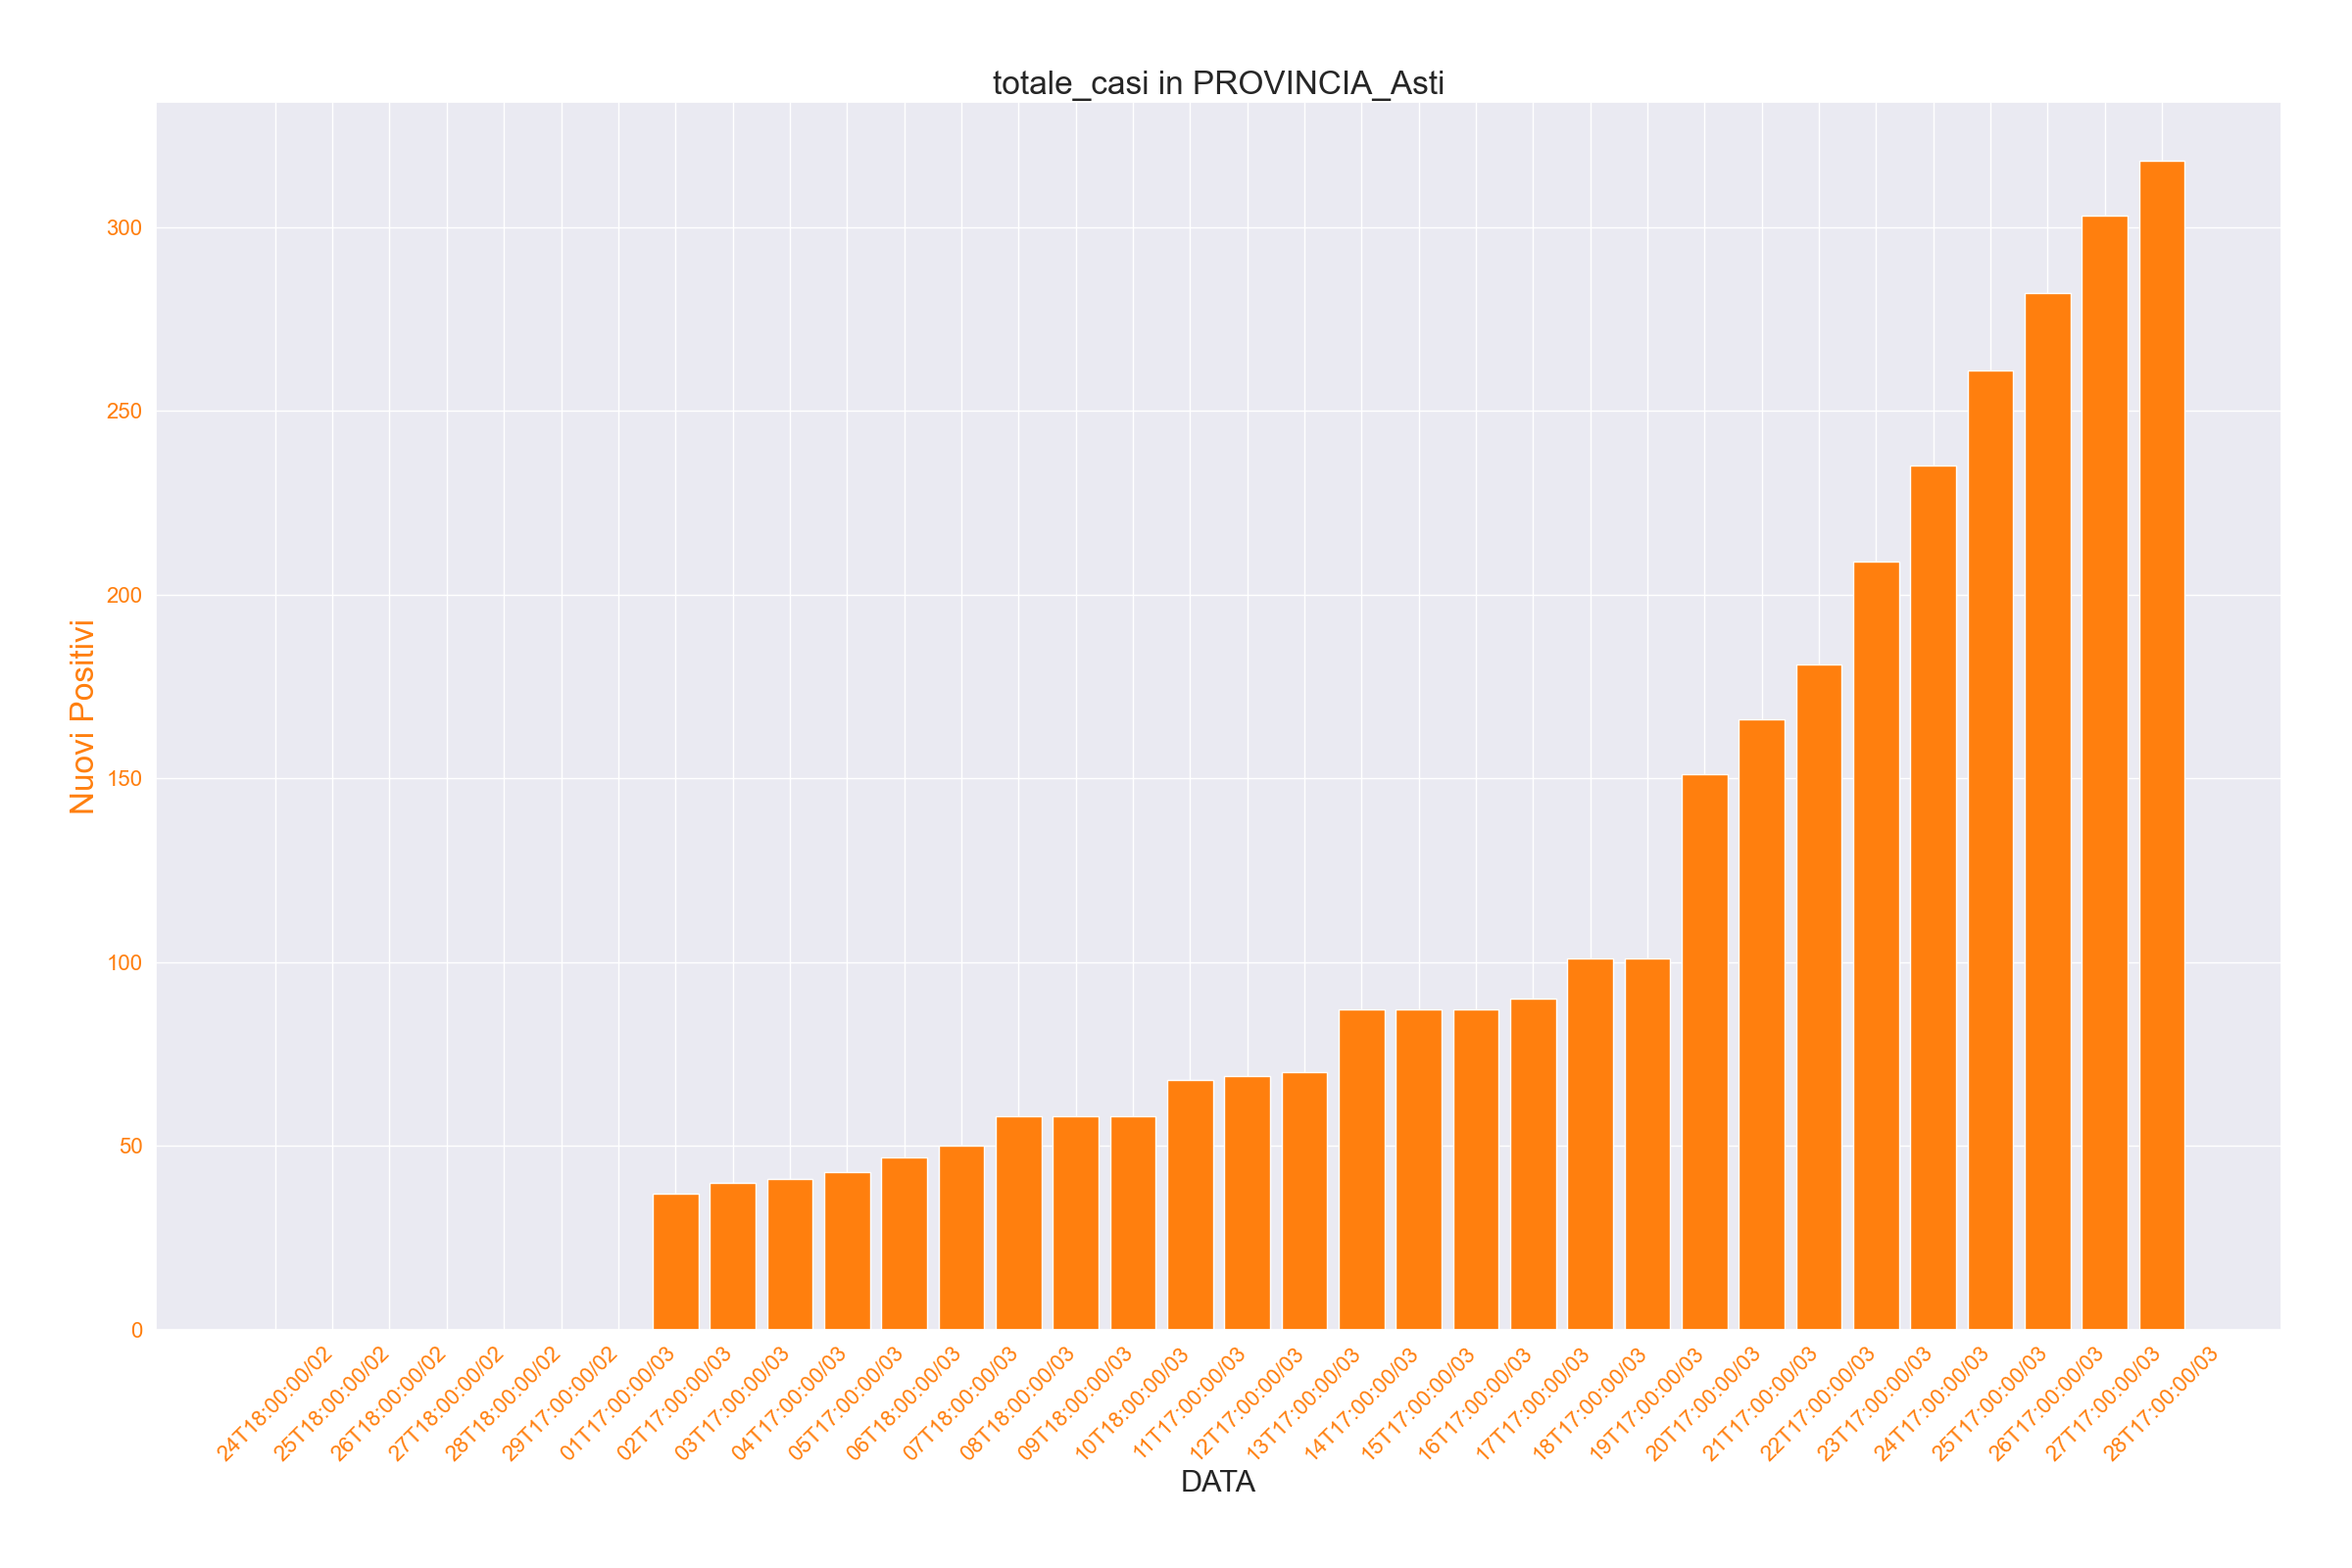 totale_casi in PROVINCIA_Asti
Nuovi Positivi
300
250
200
150
100
50
0
24T18:00:00/02
25T18:00:00/02
26T18:00:00/02
27T18:00:00/02
28T18:00:00/02
29T17:00:00/02
01T17:00:00/03
02T17:00:00/03
03T17:00:00/03
04T17:00:00/03
05T17:00:00/03
06T18:00:00/03
07T18:00:00/03
08T18:00:00/03
09T18:00:00/03
10T18:00:00/03
11T17:00:00/03
12T17:00:00/03
13T17:00:00/03
14T17:00:00/03
15T17:00:00/03
16T17:00:00/03
17T17:00:00/03
18T17:00:00/03
19T17:00:00/03
20T17:00:00/03
21T17:00:00/03
22T17:00:00/03
23T17:00:00/03
24T17:00:00/03
25T17:00:00/03
26T17:00:00/03
27T17:00:00/03
28T17:00:00/03
DATA